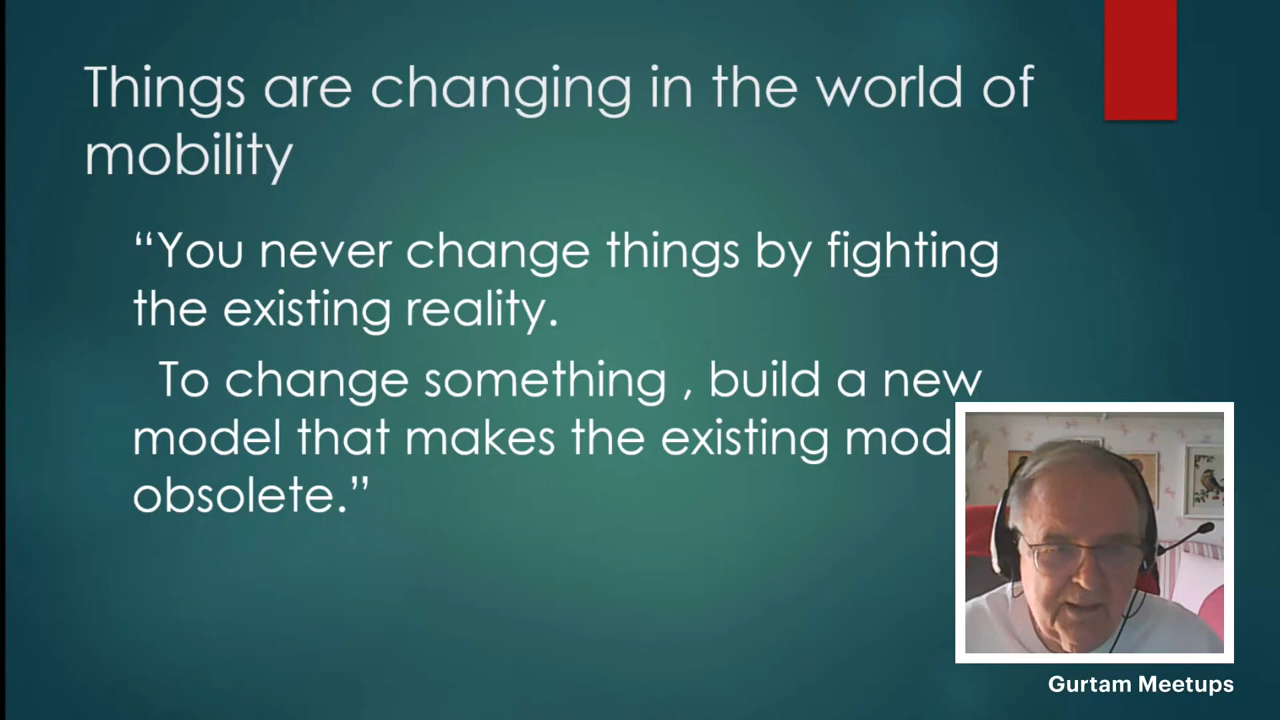 Things are changing in the world of
mobility
“You never change things by fighting
the existing reality.
To change something , build a new
model that makes the existing mod
obsolete.”
Gurtam Meetups